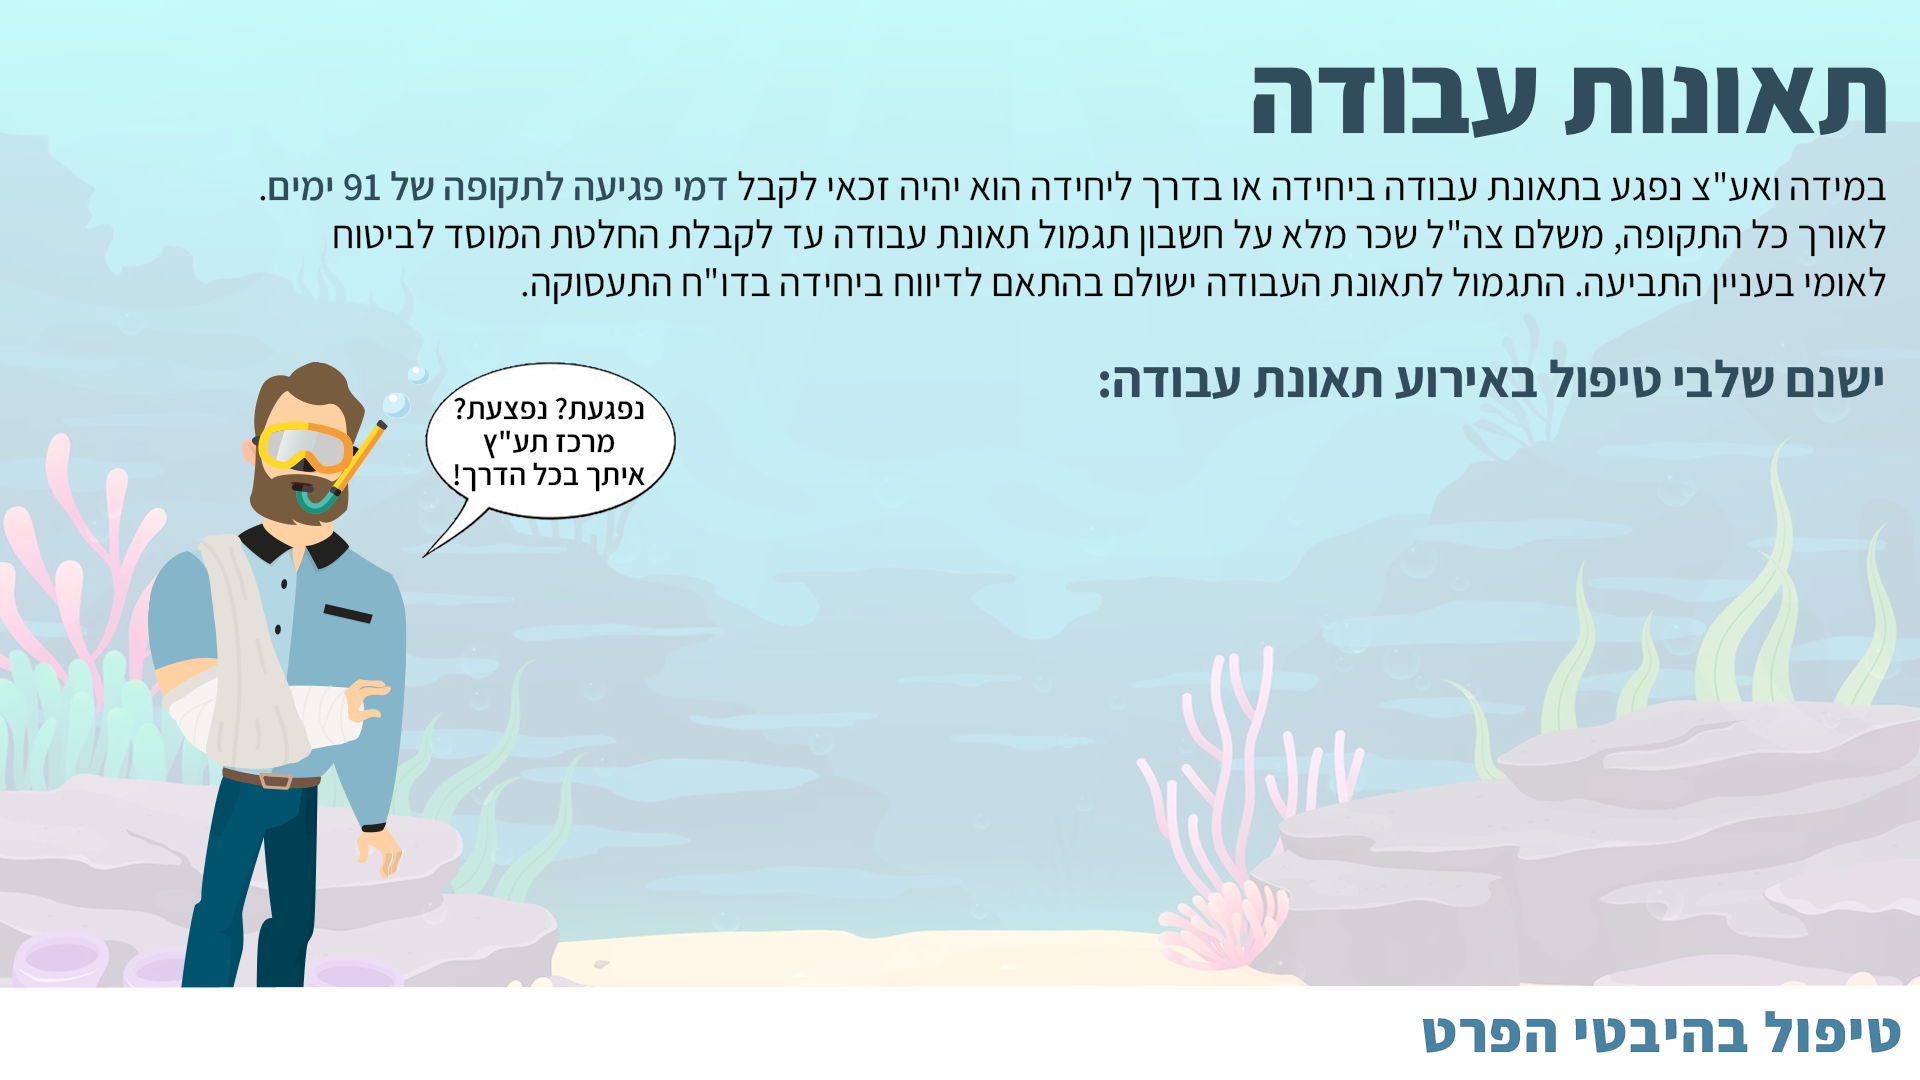 תאונות עבודה
במידה ואע"צ נפגע בתאונת עבודה ביחידה או בדרך ליחידה הוא יהיה זכאי לקבל דמי פגיעה לתקופה של 91 ימים.
לאורך כל התקופה, משלם צה"ל שכר מלא על חשבון תגמול תאונת עבודה עד לקבלת החלטת המוסד לביטוח
לאומי בעניין התביעה. התגמול לתאונת העבודה ישולם בהתאם לדיווח ביחידה בדו"ח התעסוקה.
ישנם שלבי טיפול באירוע תאונת עבודה:
נפגעת? נפצעת?
מרכז תע"ץ
איתך בכל הדרך!
טיפול בהיבטי הפרט